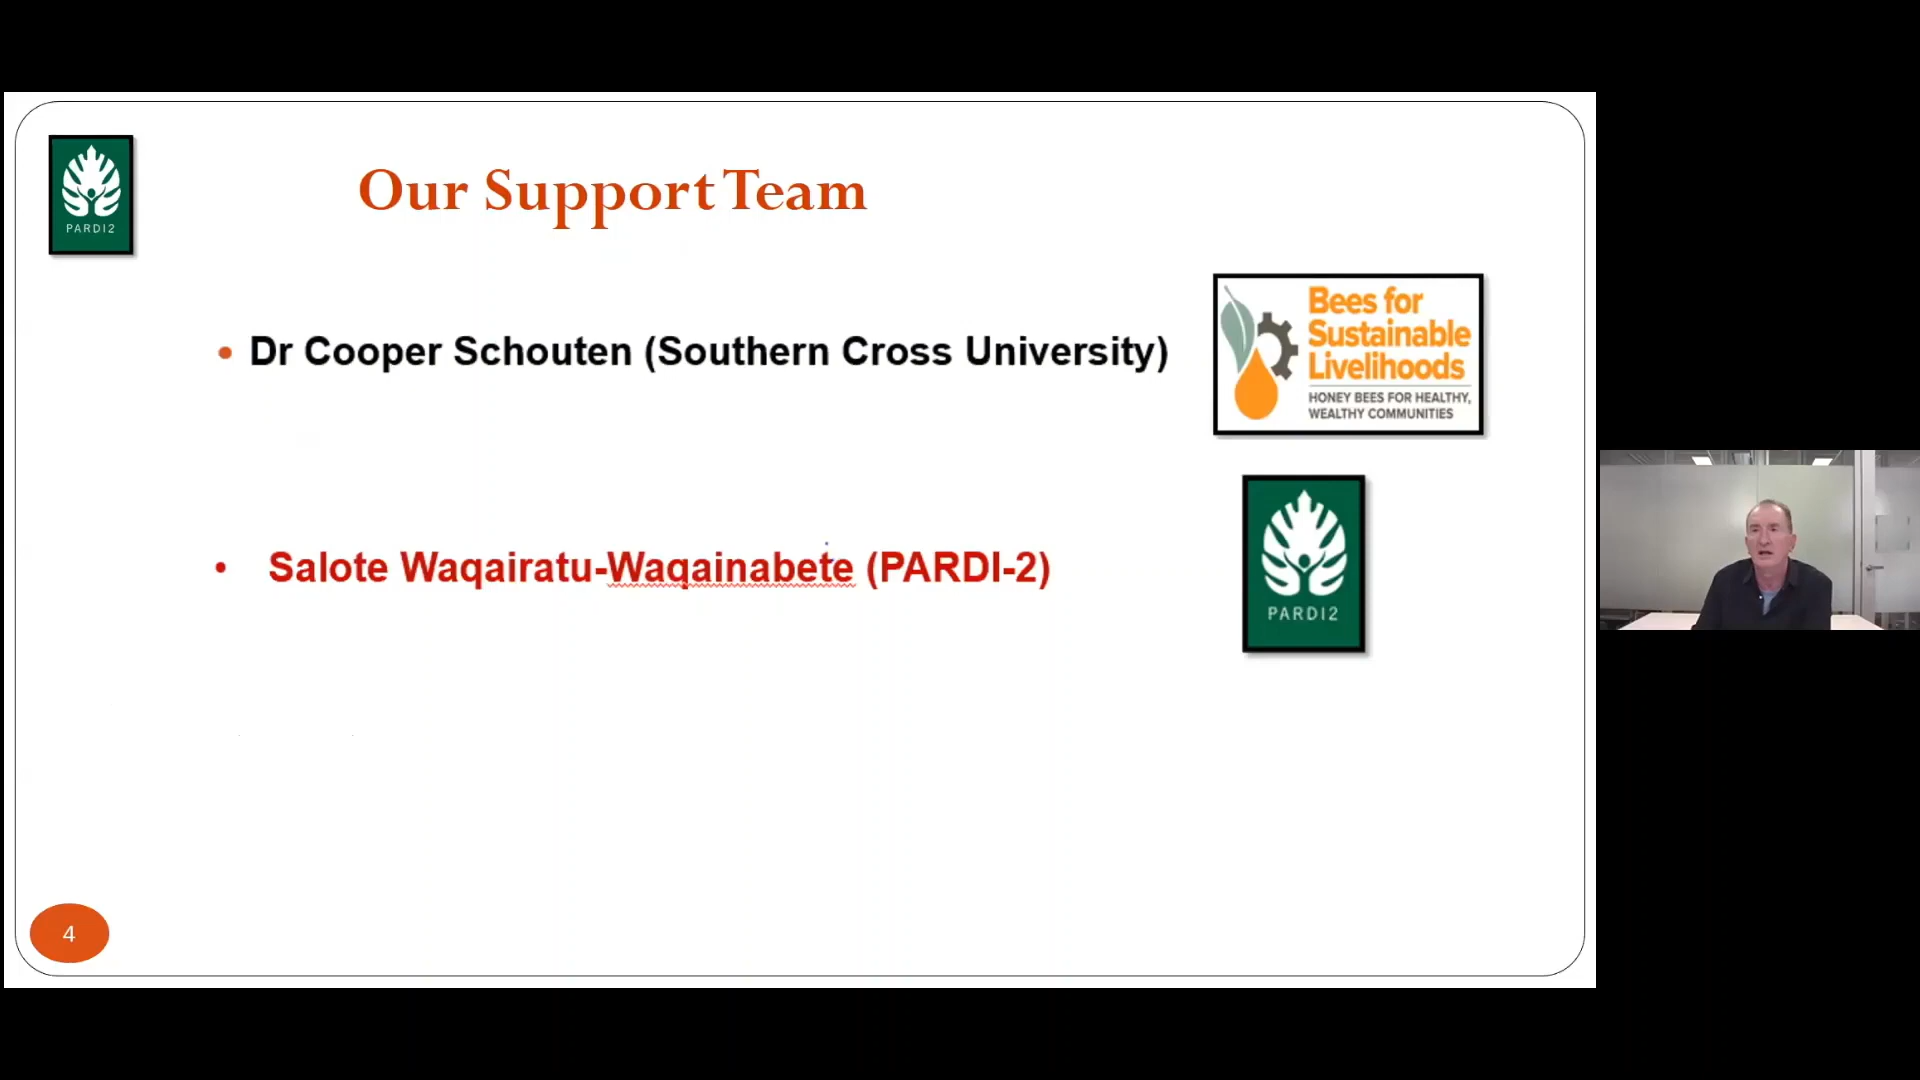 PARDI2
Our Support Team
• Dr Cooper Schouten (Southern Cross University)
Bees for
Sustainable
Livelihoods
HONEY BEES FOR HEALTHY,
WEALTHY COMMUNITIES
• Salote Waqairatu-Waqainabete (PARDI-2)
PARDI2
4